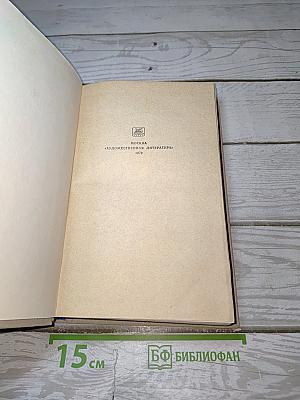 МОСКВА
«ХУДОЖЕСТВЕННАЯ ЛИТЕРАТУРА»
15 см
БФ БИБЛИОФАН